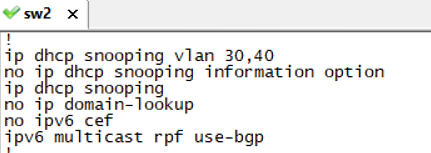 sw2 x
!
ip dhcp snooping vlan 30,40
no ip dhcp snooping information option
ip dhcp snooping
no ip domain-lookup
no ipv6 cef
ipv6 multicast rpf use-bgp
!